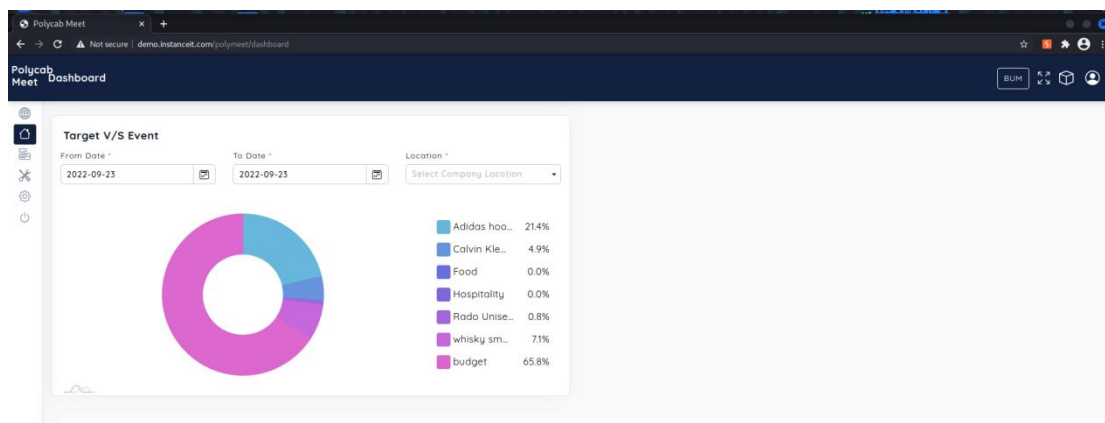 Polycab Meet
Not secure | demo.instanceit.com/polymeet/dashboard
Polycab
Meet
Dashboard
BUM
Target V/S Event
From Date *
To Date *
Location *
2022-09-23
2022-09-23
Select Company Location
Adidas hoo... 21.4%
Calvin Kle... 4.9%
Food 0.0%
Hospitality 0.0%
Rado Unise... 0.8%
whisky sm... 7.1%
budget 65.8%